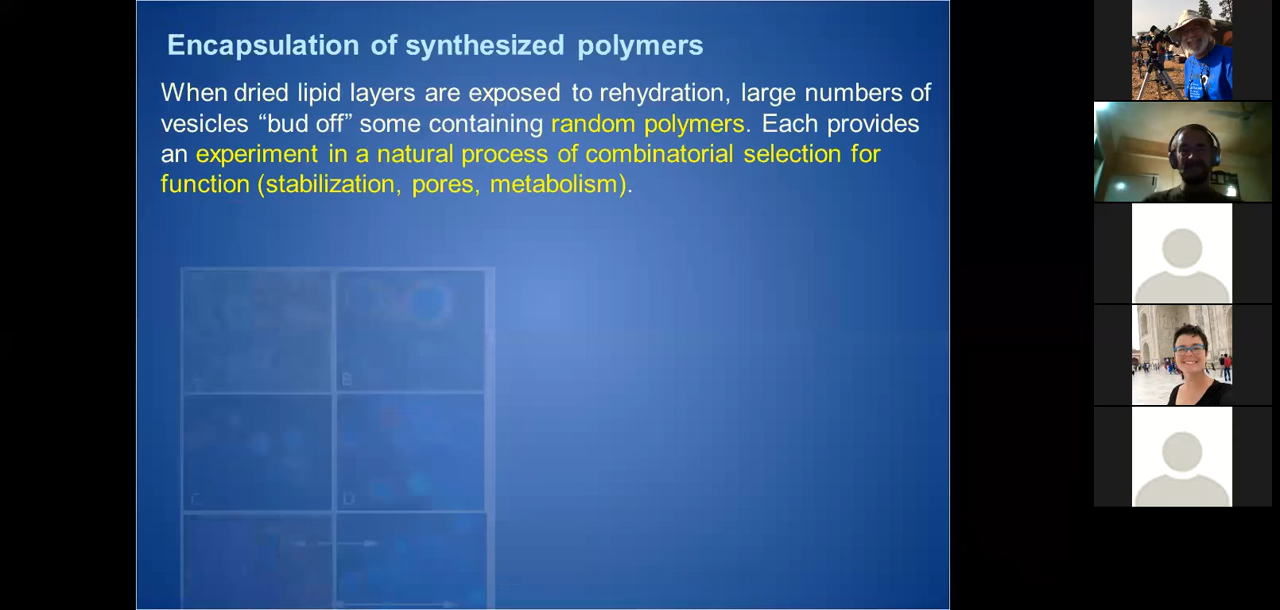 Encapsulation of synthesized polymers
When dried lipid layers are exposed to rehydration, large numbers of
vesicles “bud off” some containing random polymers. Each provides
an experiment in a natural process of combinatorial selection for
function (stabilization, pores, metabolism).
B
C
D